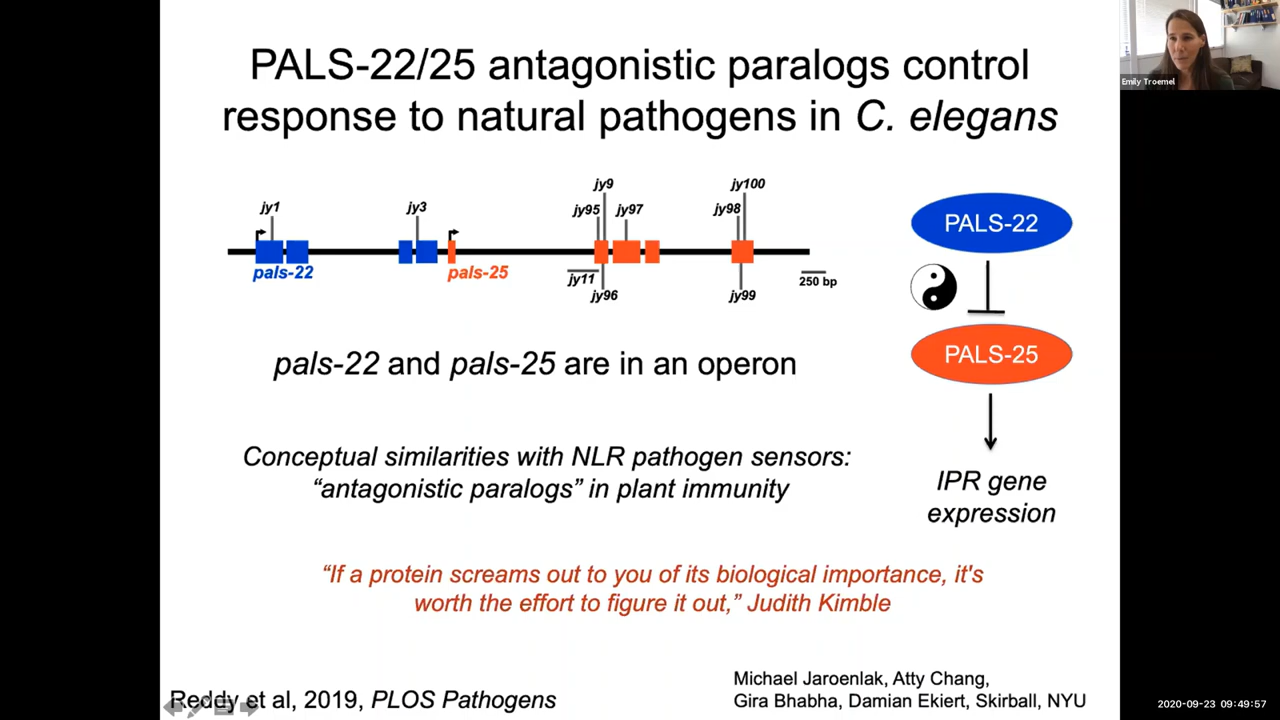 PALS-22/25 antagonistic paralogs control
response to natural pathogens in C. elegans
Emily Troemel
jy1
jy3
jy9
jy95
jy97
jy100
jy98
pals-22
pals-25
jy11
jy96
jy99
250 bp
PALS-22
PALS-25
IPR gene
expression
pals-22 and pals-25 are in an operon
Conceptual similarities with NLR pathogen sensors:
“antagonistic paralogs” in plant immunity
“If a protein screams out to you of its biological importance, it's
worth the effort to figure it out,” Judith Kimble
Reddy et al, 2019, PLOS Pathogens
Michael Jaroenlak, Atty Chang,
Gira Bhabha, Damian Ekiert, Skirball, NYU
2020-09-23 09:49:57